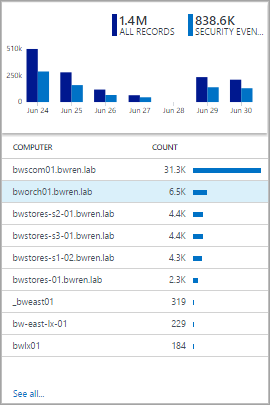 1.4M 838.6K
ALL RECORDS SECURITY EVEN...
510k
250k
0
Jun 24 Jun 25 Jun 26 Jun 27 Jun 28 Jun 29 Jun 30
COMPUTER COUNT
bwscom01.bwren.lab 31.3K
bworch01.bwren.lab 6.5K
bwstores-s2-01.bwren.lab 4.4K
bwstores-s3-01.bwren.lab 4.4K
bwstores-s1-02.bwren.lab 4.3K
bwstores-01.bwren.lab 2.3K
_bweast01 319
bw-east-lx-01 229
bwlx01 184
See all...